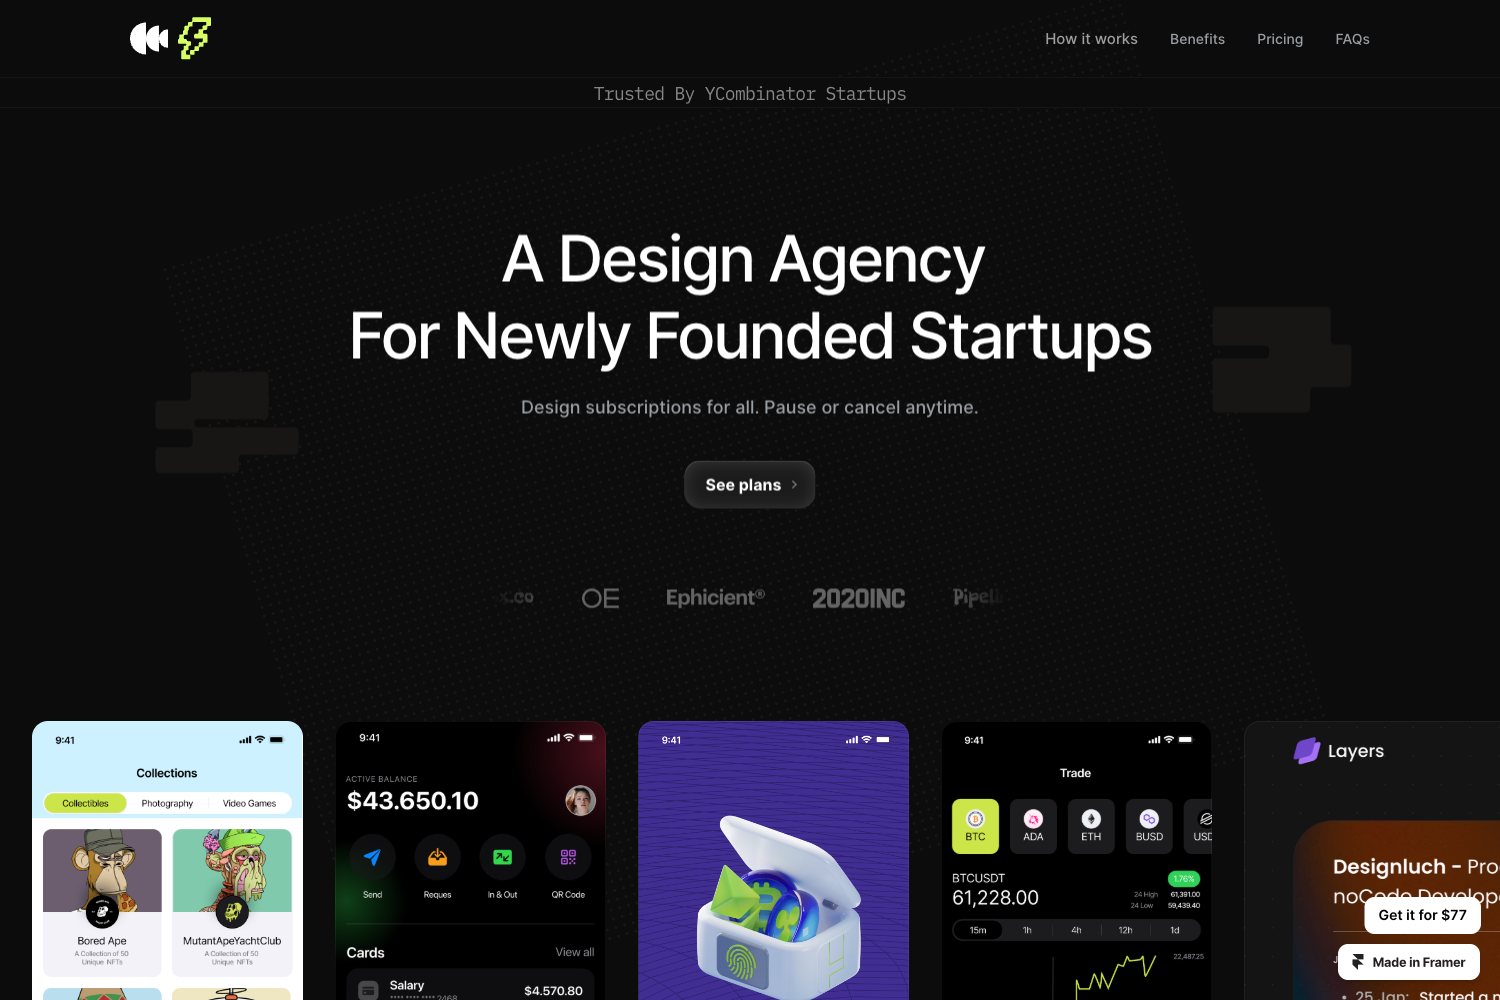 How it works
Benefits
Pricing
FAQs
Trusted By YCombinator Startups
A Design Agency
For Newly Founded Startups
Design subscriptions for all. Pause or cancel anytime.
See plans
x.co
OE
Ephicient®
2020INC
9:41
Collections
Collectibles
Photography
Video Games
Bored Ape
A Collection of 50
Unique NFTs
MutantApeYachtClub
A Collection of 50
Unique NFTs
9:41
ACTIVE BALANCE
$43.650.10
Send
Reques
In & Out
QR Code
Cards
View all
Salary
$4.570.80
**** **** **** 2468
9:41
9:41
Trade
BTC
ADA
ETH
BUSD
USD
BTCUSDT
1.76%
61,228.00
24 High 61,391.00
24 Low 59,439.40
15m
1h
4h
12h
1d
22,487.25
Layers
Designluch - Pro
noCode Develope
Get it for $77
Made in Framer
• 25 Jan: Started a